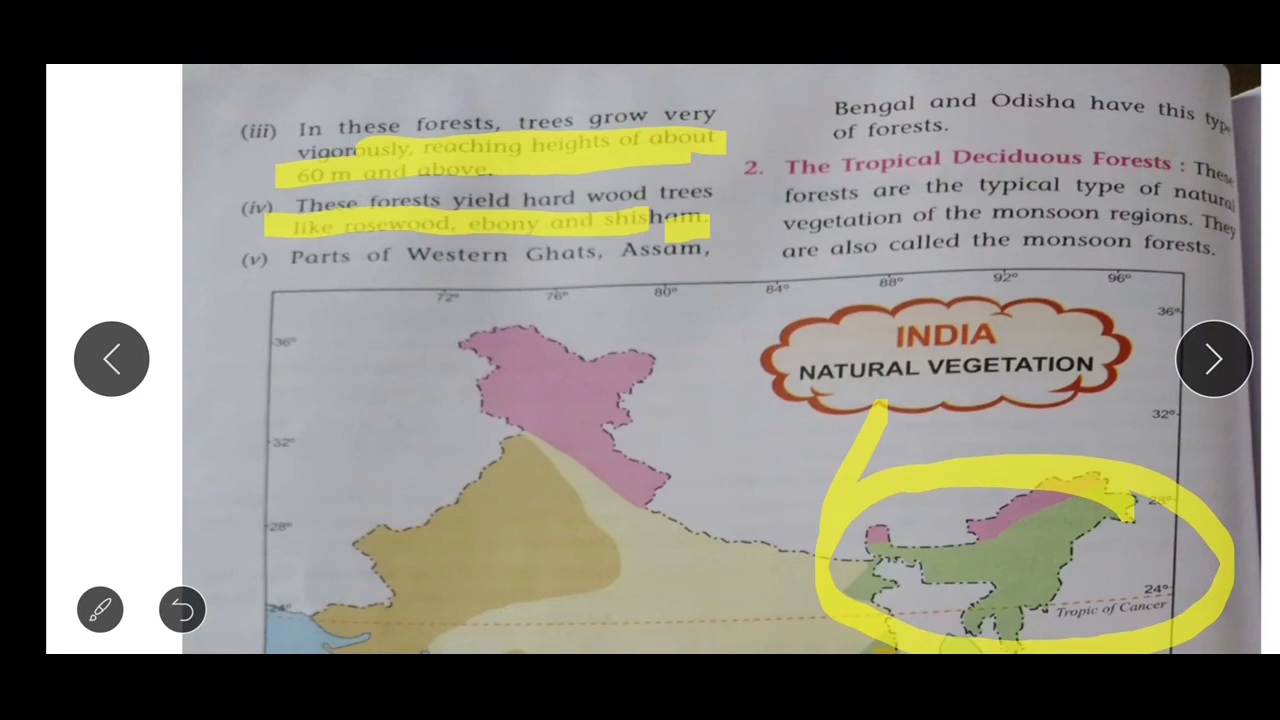 (iii) In these forests, trees grow very
vigorously, reaching heights of about
60 m and above.
(iv) These forests yield hard wood trees
like rosewood, ebony and shisham.
(v) Parts of Western Ghats, Assam,
Bengal and Odisha have this type
of forests.
2. The Tropical Deciduous Forests : These
forests are the typical type of natural
vegetation of the monsoon regions. They
are also called the monsoon forests.
72° 76° 80° 84° 88° 92° 96°
36° 36°
INDIA
NATURAL VEGETATION
32° 32°
28° 28°
24°
Tropic of Cancer